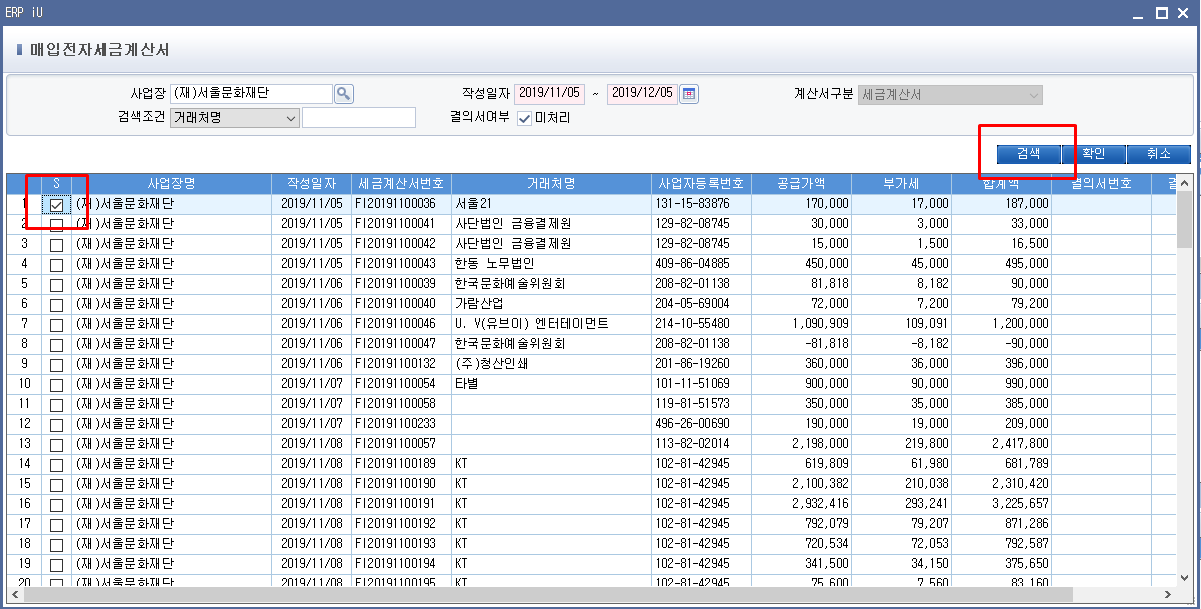 ERP iU
매입전자세금계산서
사업장 (재)서울문화재단 작성일자 2019/11/05 ~ 2019/12/05 계산서구분 세금계산서
검색조건 거래처명 결의서여부 미처리
검색 확인 취소
S 사업장명 작성일자 세금계산서번호 거래처명 사업자등록번호 공급가액 부가세 합계액 결의서번호
1 (재)서울문화재단 2019/11/05 FI20191100036 서울21 131-15-83876 170,000 17,000 187,000
2 (재)서울문화재단 2019/11/05 FI20191100041 사단법인 금융결제원 129-82-08745 30,000 3,000 33,000
3 (재)서울문화재단 2019/11/05 FI20191100042 사단법인 금융결제원 129-82-08745 15,000 1,500 16,500
4 (재)서울문화재단 2019/11/05 FI20191100043 한동 노무법인 409-86-04885 450,000 45,000 495,000
5 (재)서울문화재단 2019/11/06 FI20191100039 한국문화예술위원회 208-82-01138 81,818 8,182 90,000
6 (재)서울문화재단 2019/11/06 FI20191100040 가람산업 204-05-69004 72,000 7,200 79,200
7 (재)서울문화재단 2019/11/06 FI20191100046 U. V(유브이) 엔터테이먼트 214-10-55480 1,090,909 109,091 1,200,000
8 (재)서울문화재단 2019/11/06 FI20191100047 한국문화예술위원회 208-82-01138 -81,818 -8,182 -90,000
9 (재)서울문화재단 2019/11/06 FI20191100132 (주)청산인쇄 201-86-19260 360,000 36,000 396,000
10 (재)서울문화재단 2019/11/07 FI20191100054 타별 101-11-51069 900,000 90,000 990,000
11 (재)서울문화재단 2019/11/07 FI20191100058 119-81-51573 350,000 35,000 385,000
12 (재)서울문화재단 2019/11/07 FI20191100233 496-26-00690 190,000 19,000 209,000
13 (재)서울문화재단 2019/11/08 FI20191100057 113-82-02014 2,198,000 219,800 2,417,800
14 (재)서울문화재단 2019/11/08 FI20191100189 KT 102-81-42945 619,809 61,980 681,789
15 (재)서울문화재단 2019/11/08 FI20191100190 KT 102-81-42945 2,100,382 210,038 2,310,420
16 (재)서울문화재단 2019/11/08 FI20191100191 KT 102-81-42945 2,932,416 293,241 3,225,657
17 (재)서울문화재단 2019/11/08 FI20191100192 KT 102-81-42945 792,079 79,207 871,286
18 (재)서울문화재단 2019/11/08 FI20191100193 KT 102-81-42945 720,534 72,053 792,587
19 (재)서울문화재단 2019/11/08 FI20191100194 KT 102-81-42945 341,500 34,150 375,650
20 (재)서울문화재단 2019/11/08 FI20191100195 KT 102-81-42945 75,600 7,560 83,160